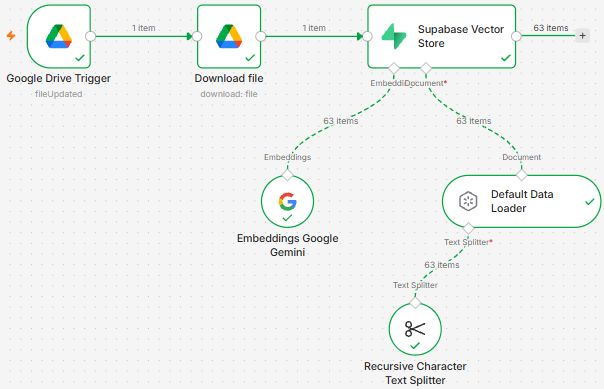 1 item
1 item
Supabase Vector
Store
63 items
+
Google Drive Trigger
fileUpdated
Download file
download: file
Embedding
Document*
63 items
63 items
Embeddings
Document
Default Data
Loader
Embeddings Google
Gemini
Text Splitter*
63 items
Text Splitter
Recursive Character
Text Splitter